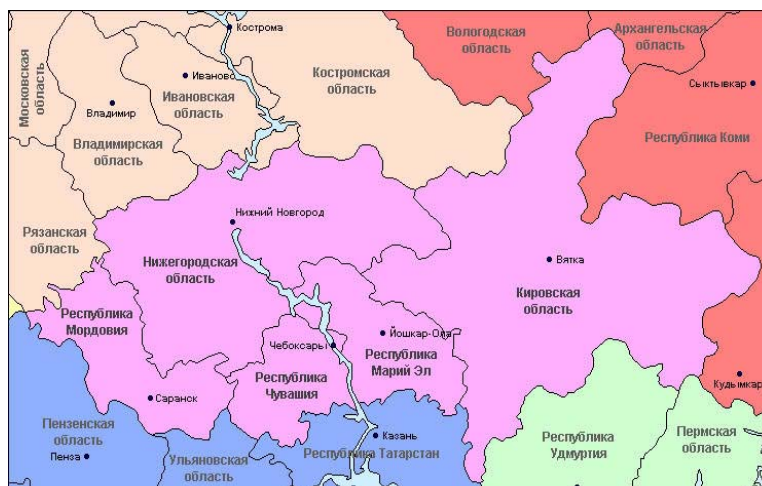 Кострома
Вологодская
область
Архангельская
область
Московская
область
Иваново
Ивановская
область
Костромская
область
Сыктывкар
Владимир
Владимирская
область
Республика Коми
Рязанская
область
Нижний Новгород
Нижегородская
область
Вятка
Кировская
область
Республика
Мордовия
Йошкар-Ола
Чебоксары
Республика
Марий Эл
Республика
Чувашия
Кудымкар
Саранск
Пензенская
область
Казань
Республика Татарстан
Пенза
Ульяновская
область
Республика
Удмуртия
Пермская
область